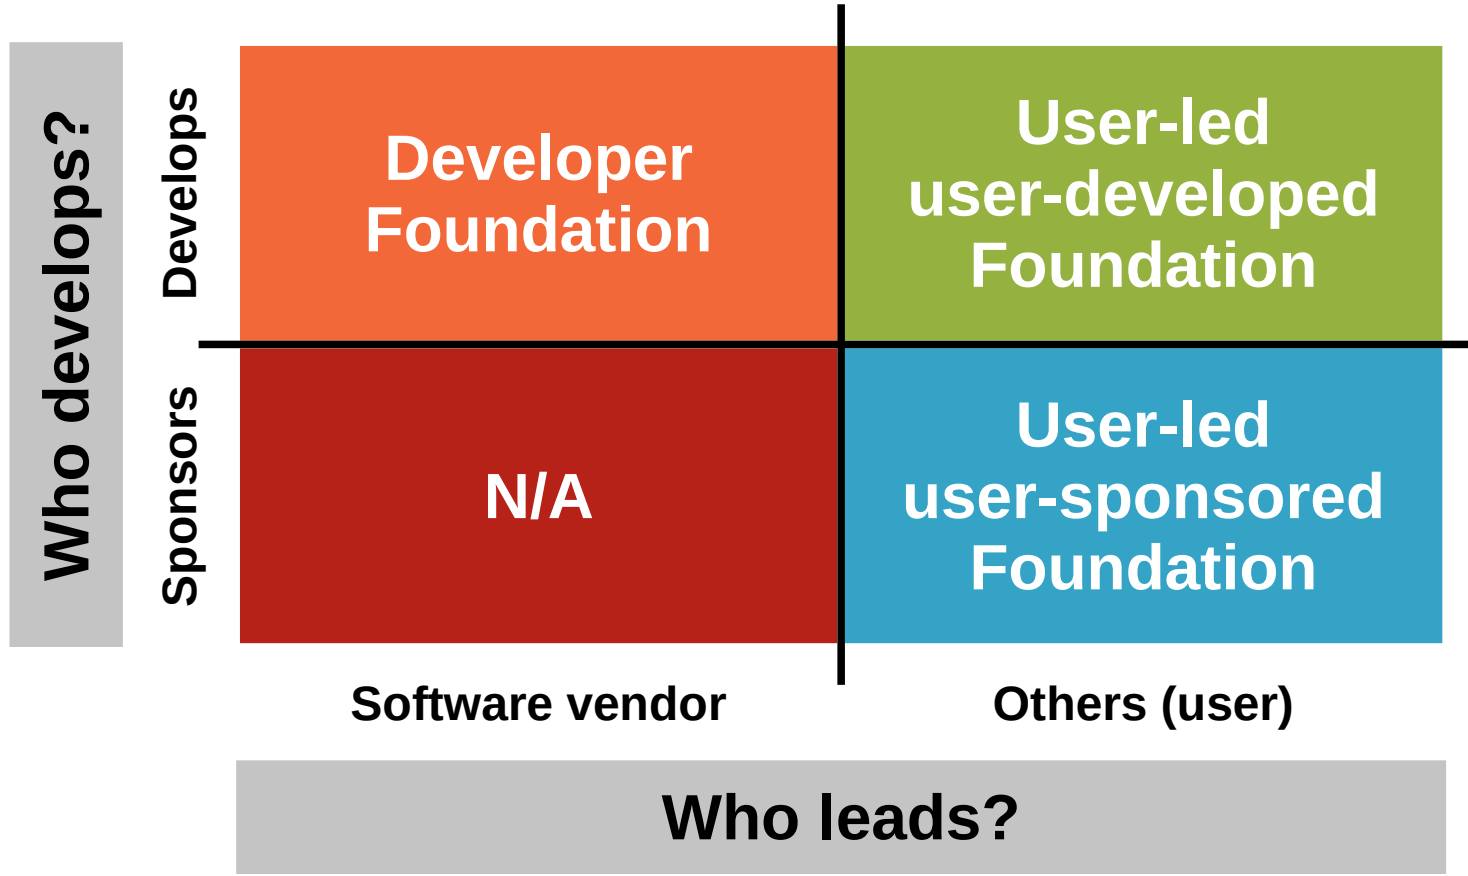 Who develops?
Develops
Developer
Foundation
User-led
user-developed
Foundation
Sponsors
N/A
User-led
user-sponsored
Foundation
Software vendor
Others (user)
Who leads?